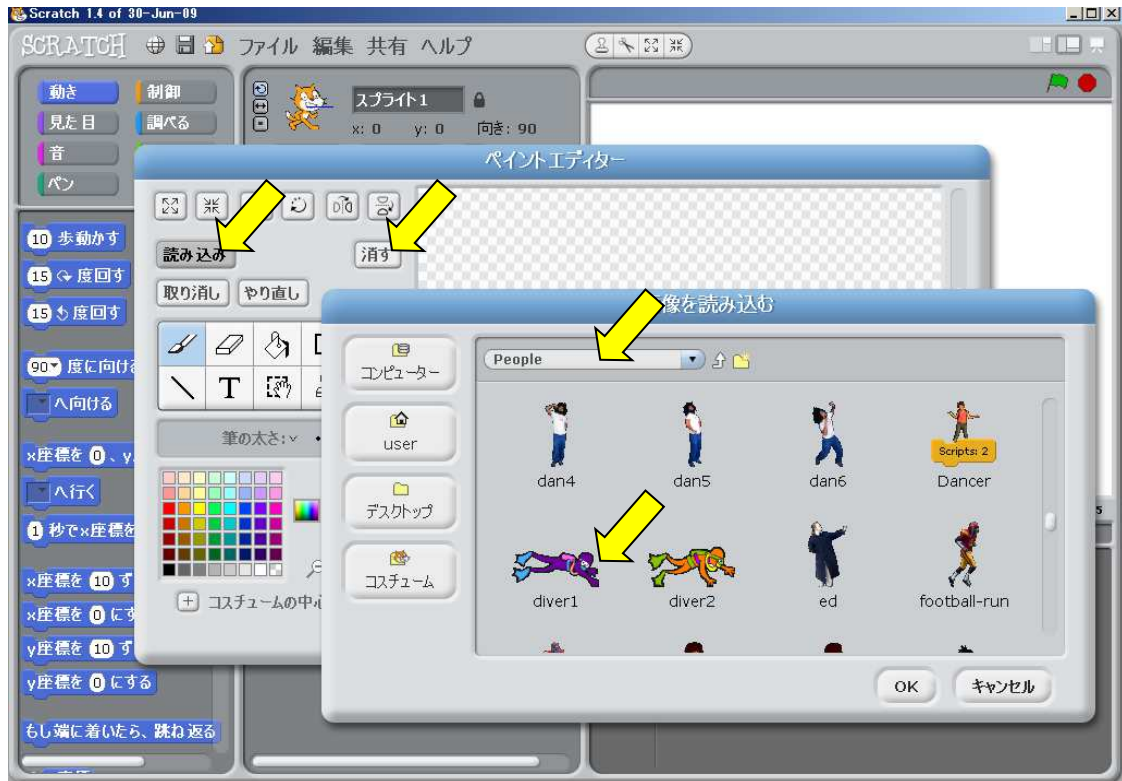 Scratch 1.4 of 30-Jun-09
SCRATCH ファイル 編集 共有 ヘルプ
動き 制御
見た目 調べる
音
ペン
スプライト1
x: 0 y: 0 向き: 90
10 歩動かす
15 度回す
15 度回す
90 度に向ける
へ向ける
x座標を 0、y
へ行く
1 秒でx座標を
x座標を 10 ず
x座標を 0 にす
y座標を 10 ず
y座標を 0 にする
もし端に着いたら、跳ね返る
ペイントエディター
読み込み 消す
取り消し やり直し
T
筆の太さ:
コスチュームの中心
像を読み込む
コンピューター
user
デスクトップ
コスチューム
People
Scripts: 2
dan4 dan5 dan6 Dancer
diver1 diver2 ed football-run
OK キャンセル